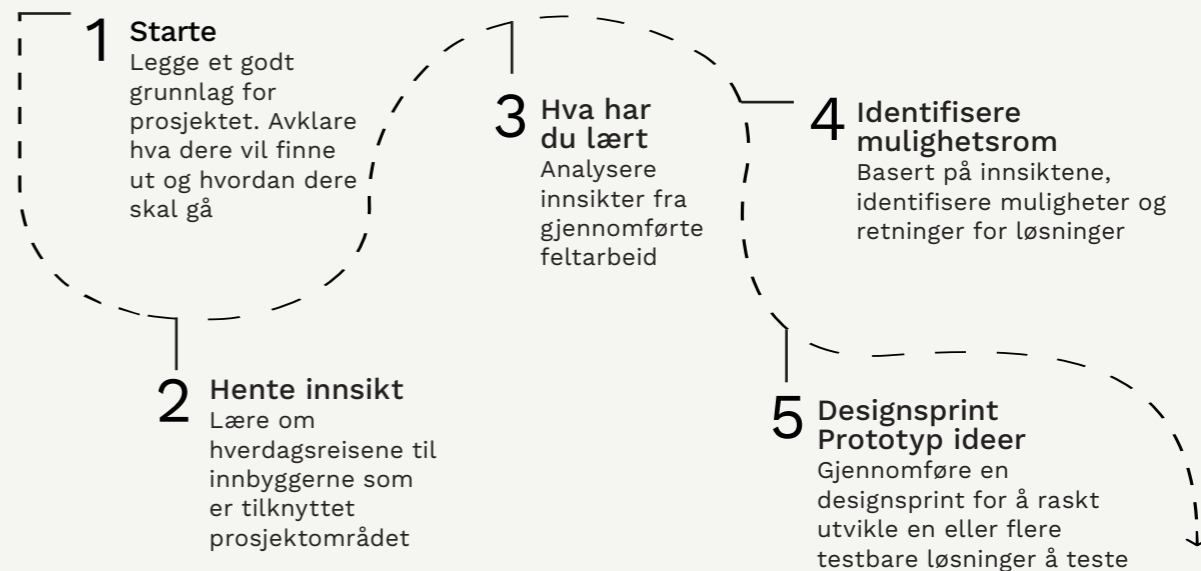 1 Starte
Legge et godt
grunnlag for
prosjektet. Avklare
hva dere vil finne
ut og hvordan dere
skal gå
2 Hente innsikt
Lære om
hverdagsreisene til
innbyggerne som
er tilknyttet
prosjektområdet
3 Hva har
du lært
Analysere
innsikter fra
gjennomførte
feltarbeid
4 Identifisere
mulighetsrom
Basert på innsiktene,
identifisere muligheter og
retninger for løsninger
5 Designsprint
Prototyp ideer
Gjennomføre en
designsprint for å raskt
utvikle en eller flere
testbare løsninger å teste